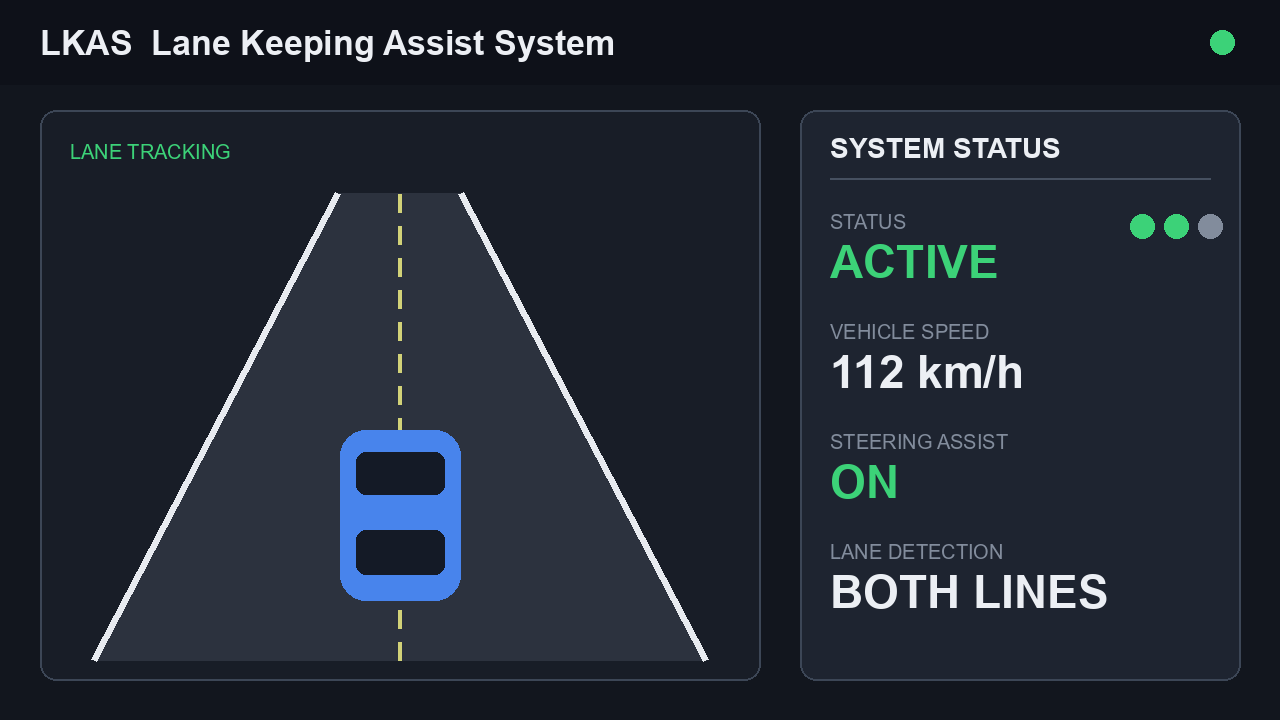 LKAS  Lane Keeping Assist System
LANE TRACKING
SYSTEM STATUS
STATUS
ACTIVE
VEHICLE SPEED
112 km/h
STEERING ASSIST
ON
LANE DETECTION
BOTH LINES